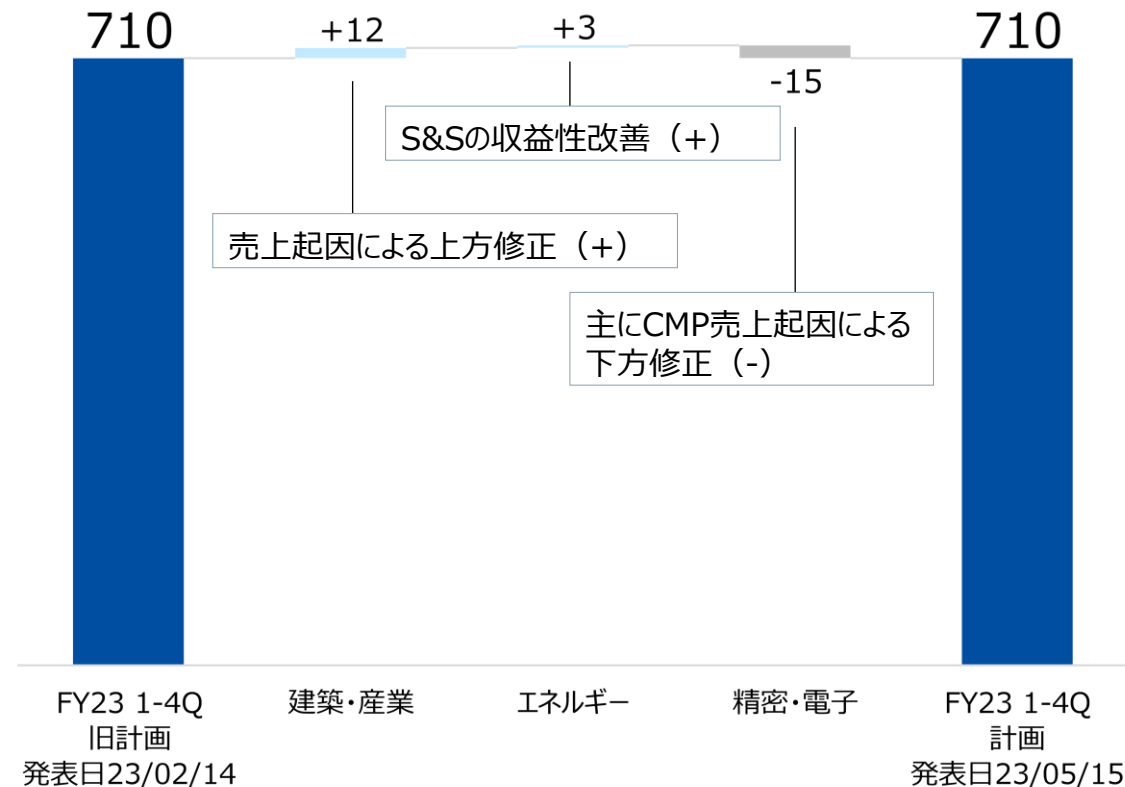 710
+12
+3
-15
710
S&Sの収益性改善（+）
売上起因による上方修正（+）
主にCMP売上起因による
下方修正（-）
FY23 1-4Q
旧計画
発表日23/02/14
建築・産業
エネルギー
精密・電子
FY23 1-4Q
計画
発表日23/05/15